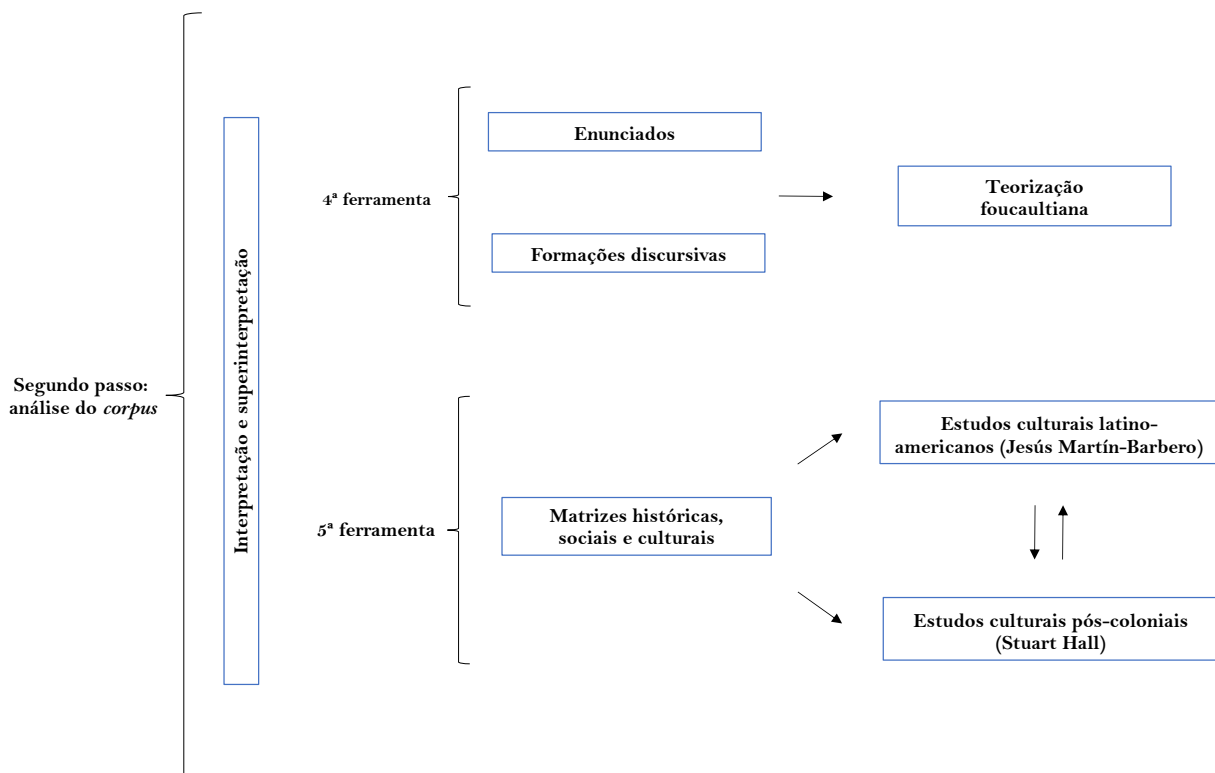 Segundo passo:
análise do corpus
Interpretação e superinterpretação
4ª ferramenta
Enunciados
Formações discursivas
Teorização
foucaultiana
5ª ferramenta
Matrizes históricas,
sociais e culturais
Estudos culturais latino-
americanos (Jesús Martín-Barbero)
Estudos culturais pós-coloniais
(Stuart Hall)